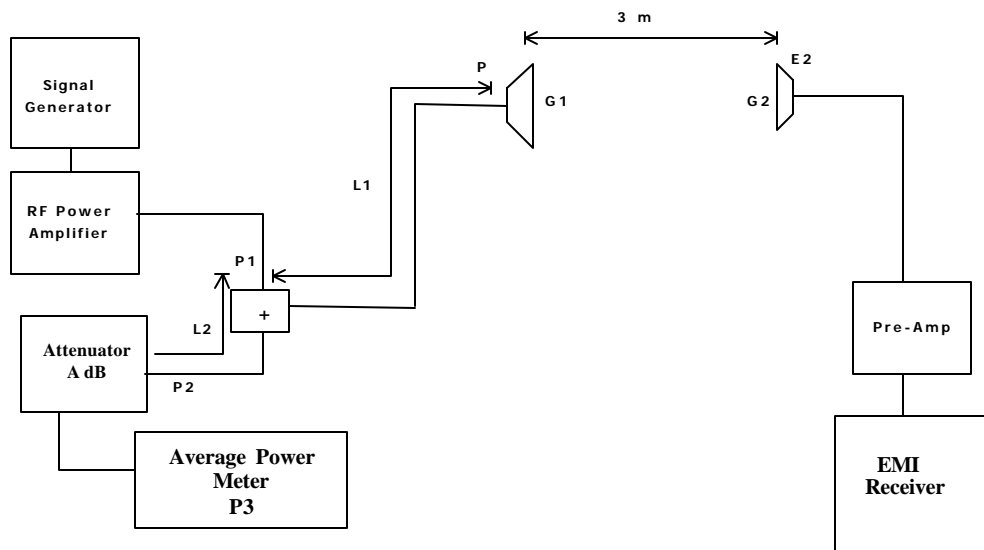 3 m
P
E2
G1
G2
Signal
Generator
L1
RF Power
Amplifier
P1
+
L2
Pre-Amp
Attenuator
A dB
P2
Average Power
Meter
P3
EMI
Receiver